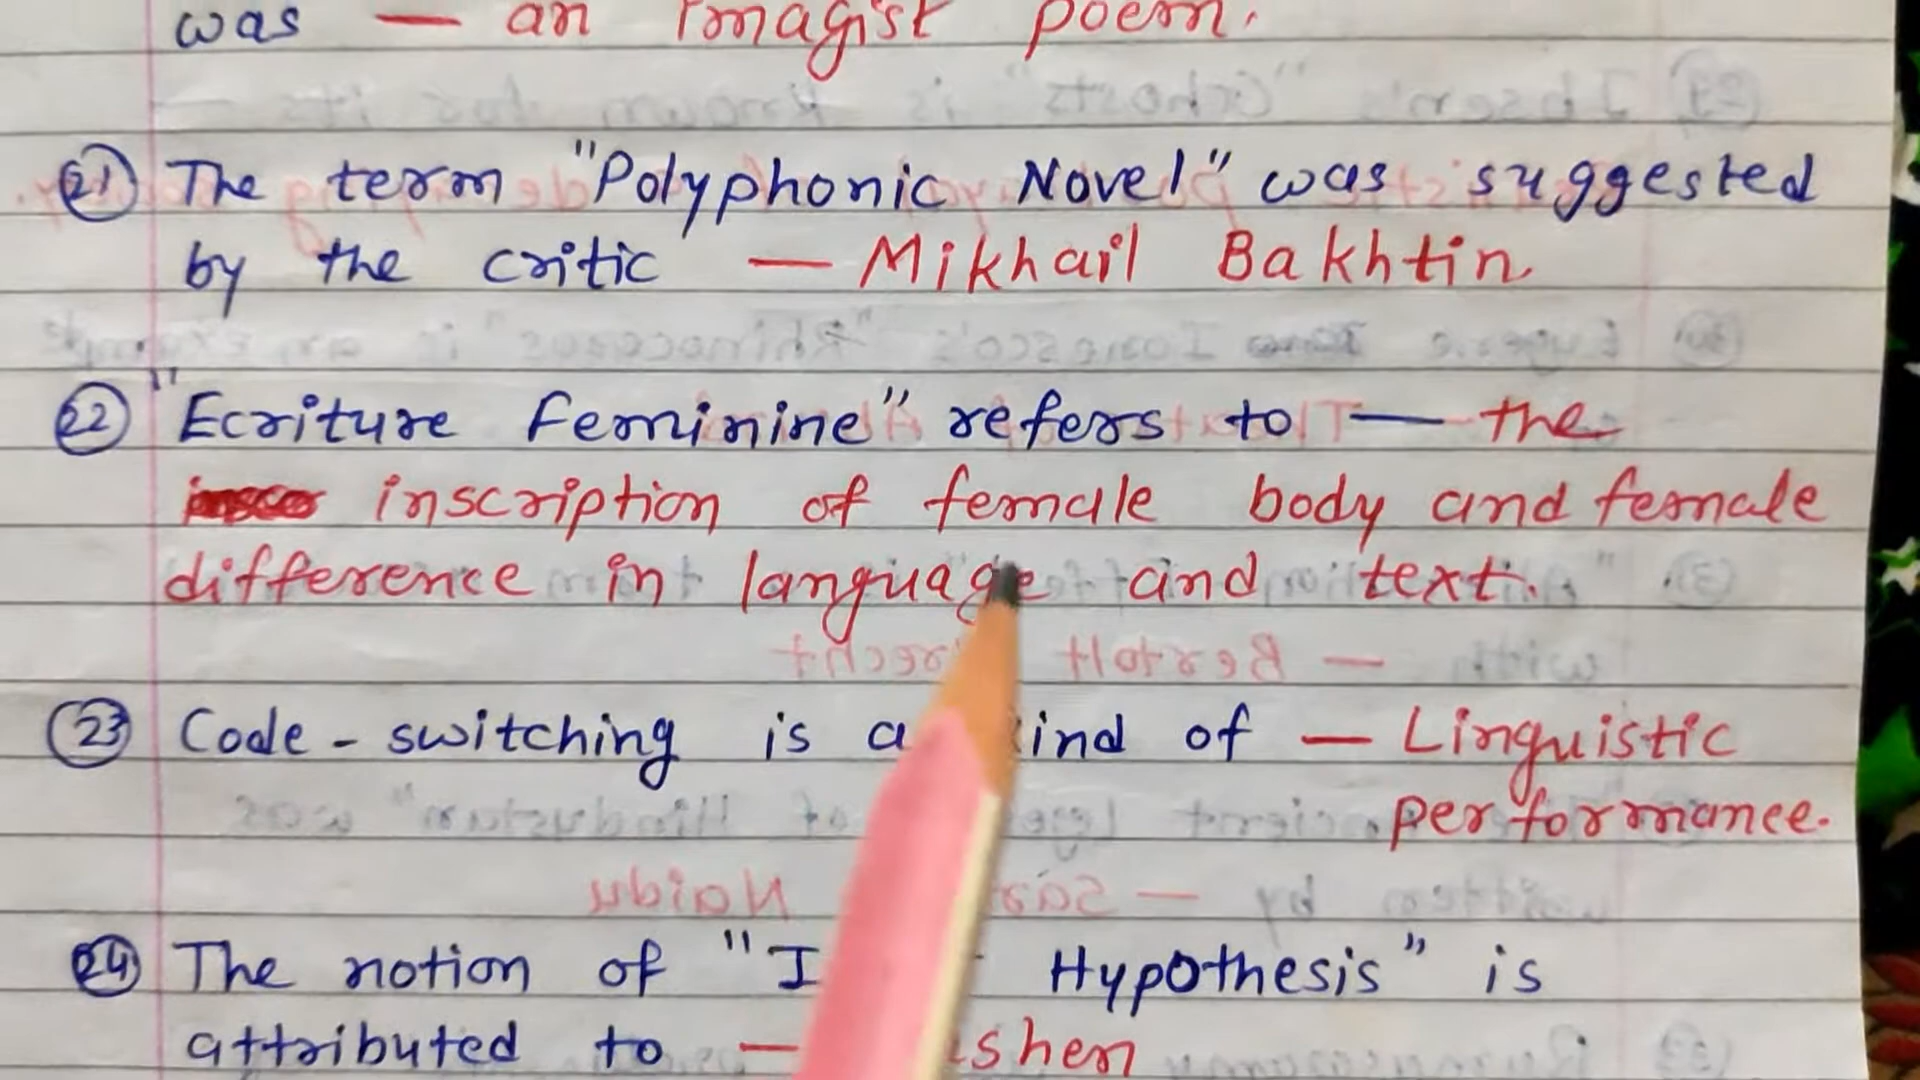 was — an Imagist poem.
21 The term "Polyphonic Novel" was suggested
by the critic — Mikhail Bakhtin.
22 "Ecriture Feminine" refers to — the
inscription of female body and female
difference in language and text.
23 Code-switching is a kind of — Linguistic
performance.
24 The notion of " Hypothesis" is
attributed to —